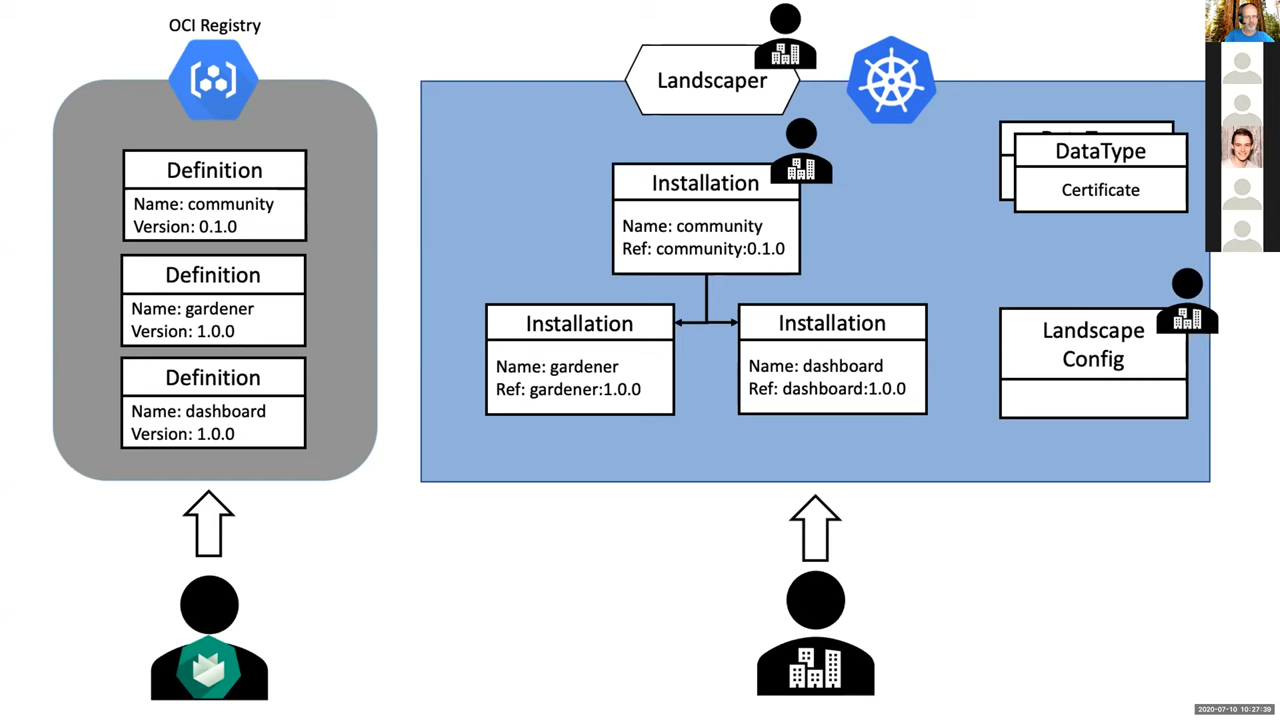 OCI Registry
Definition
Name: community
Version: 0.1.0
Definition
Name: gardener
Version: 1.0.0
Definition
Name: dashboard
Version: 1.0.0
Landscaper
Installation
Name: community
Ref: community:0.1.0
Installation
Name: gardener
Ref: gardener:1.0.0
Installation
Name: dashboard
Ref: dashboard:1.0.0
DataType
Certificate
Landscape
Config
2020-07-10 10:27:39